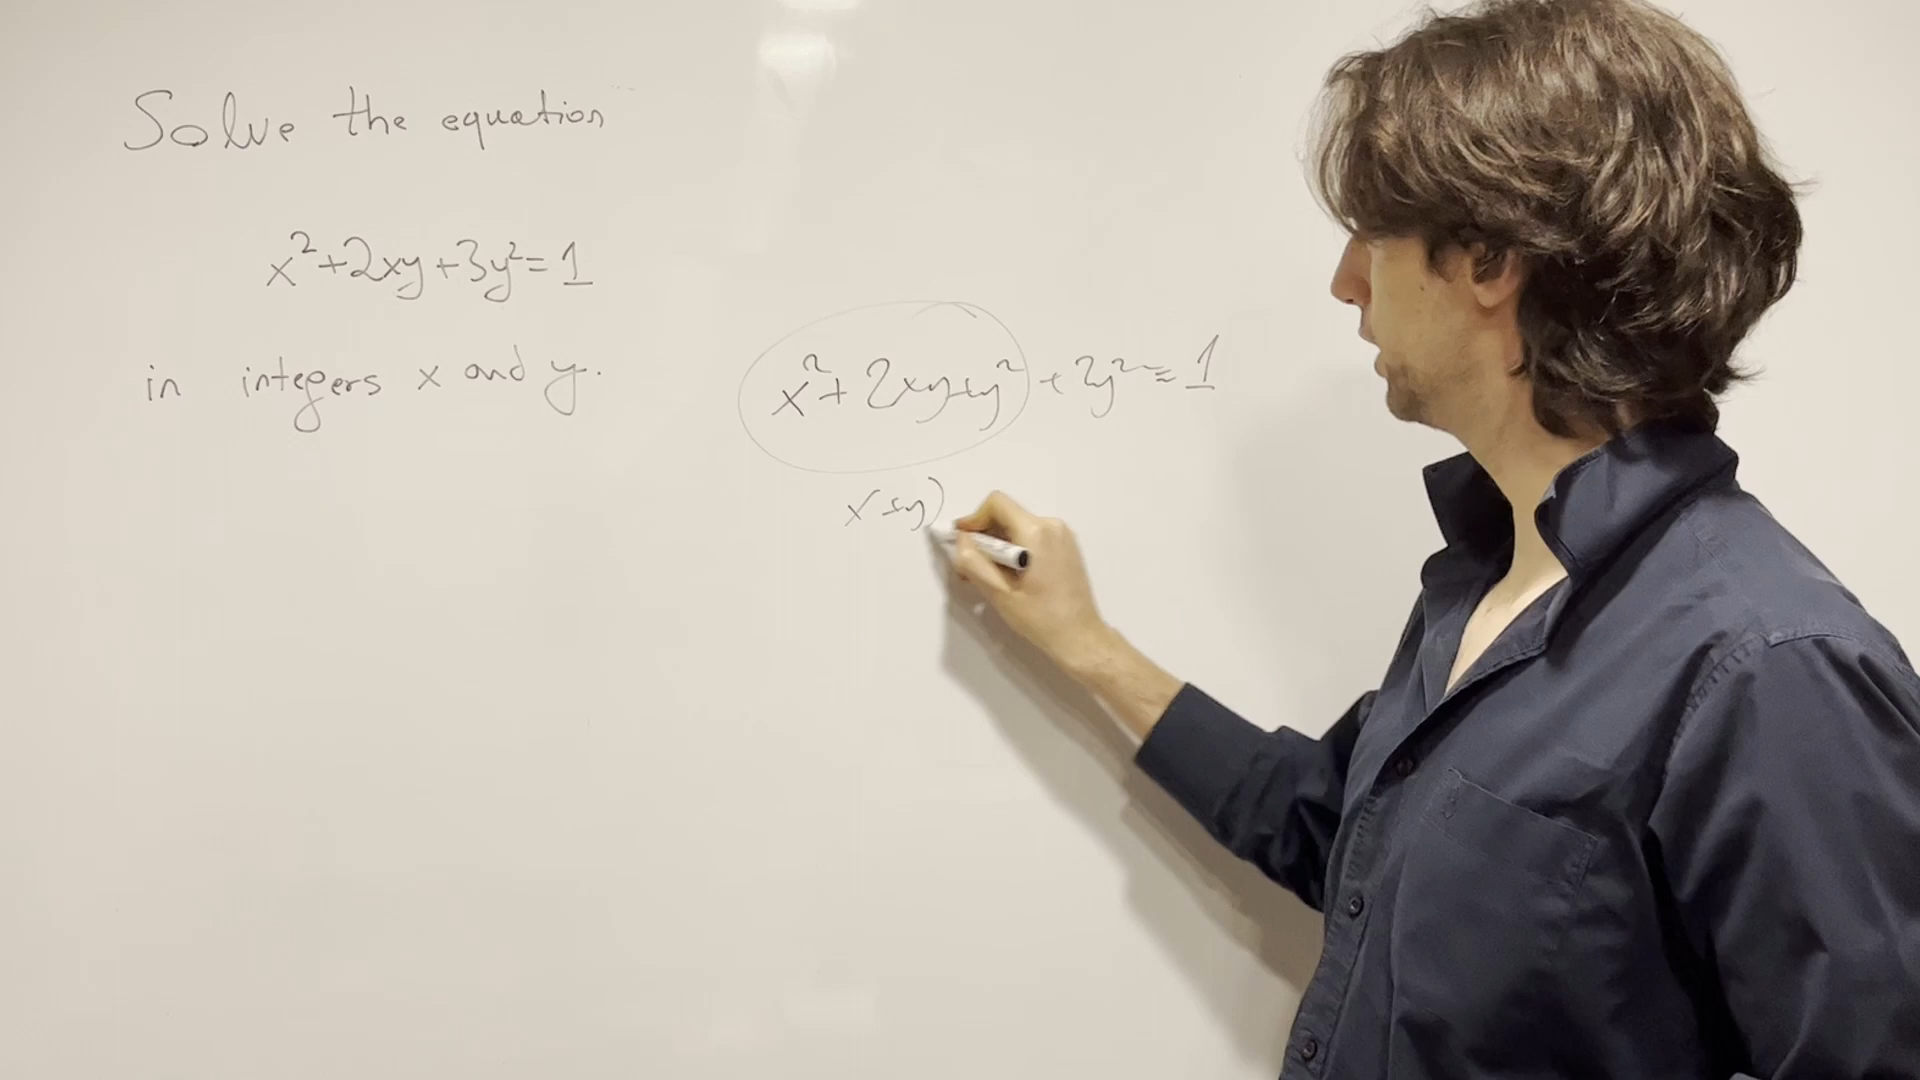 Solve the equation
x²+2xy+3y²=1
in integers x and y.
x²+2xy+y²+2y²=1
x+y)